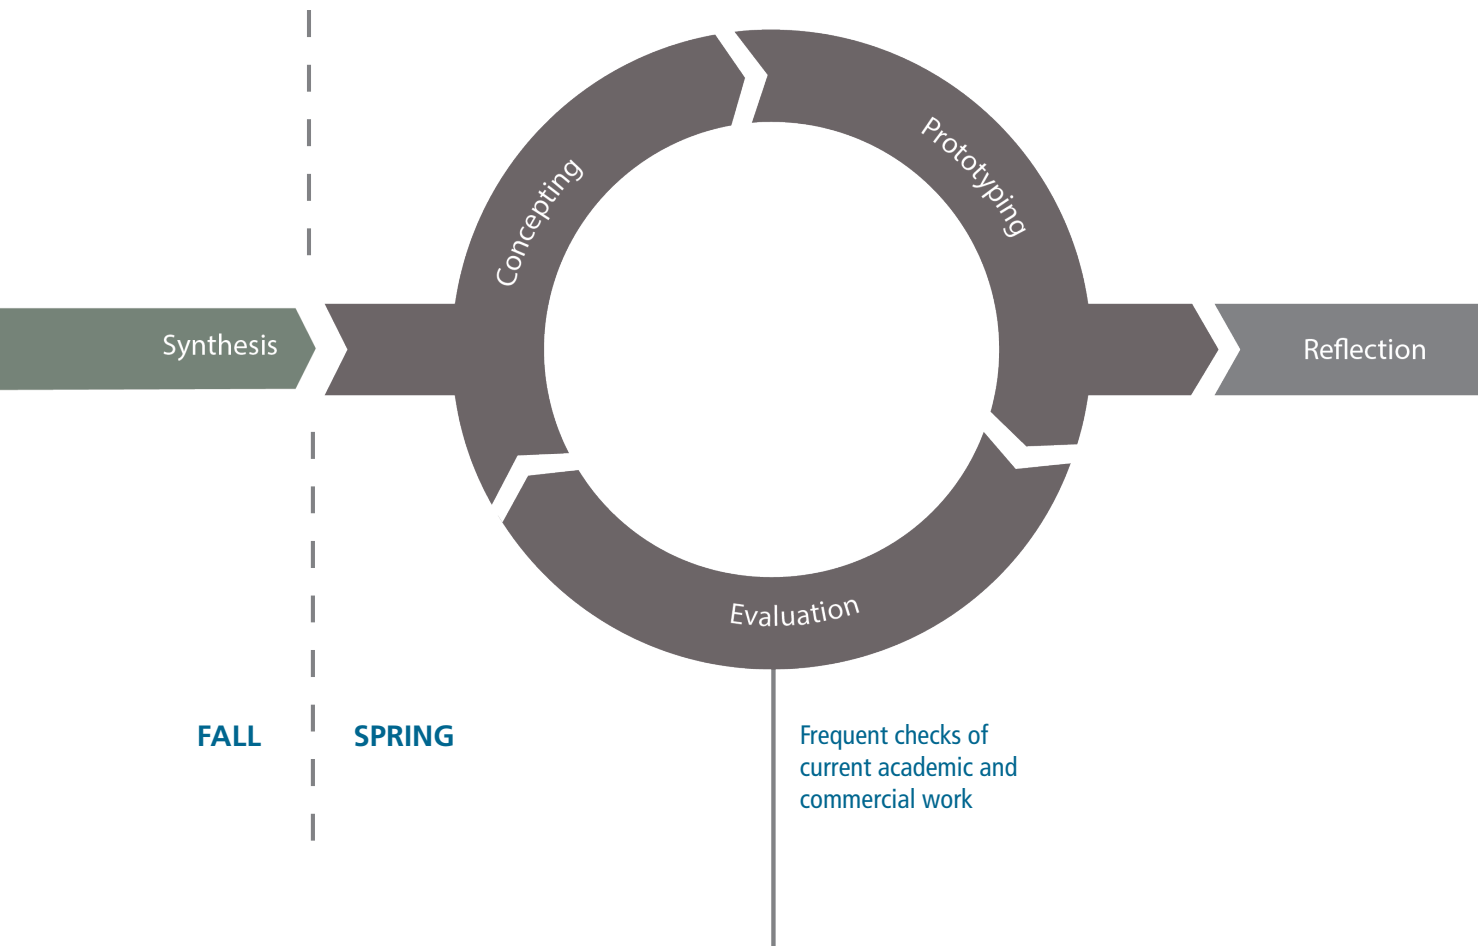 Concepting
Prototyping
Synthesis
Reflection
Evaluation
FALL
SPRING
Frequent checks of
current academic and
commercial work